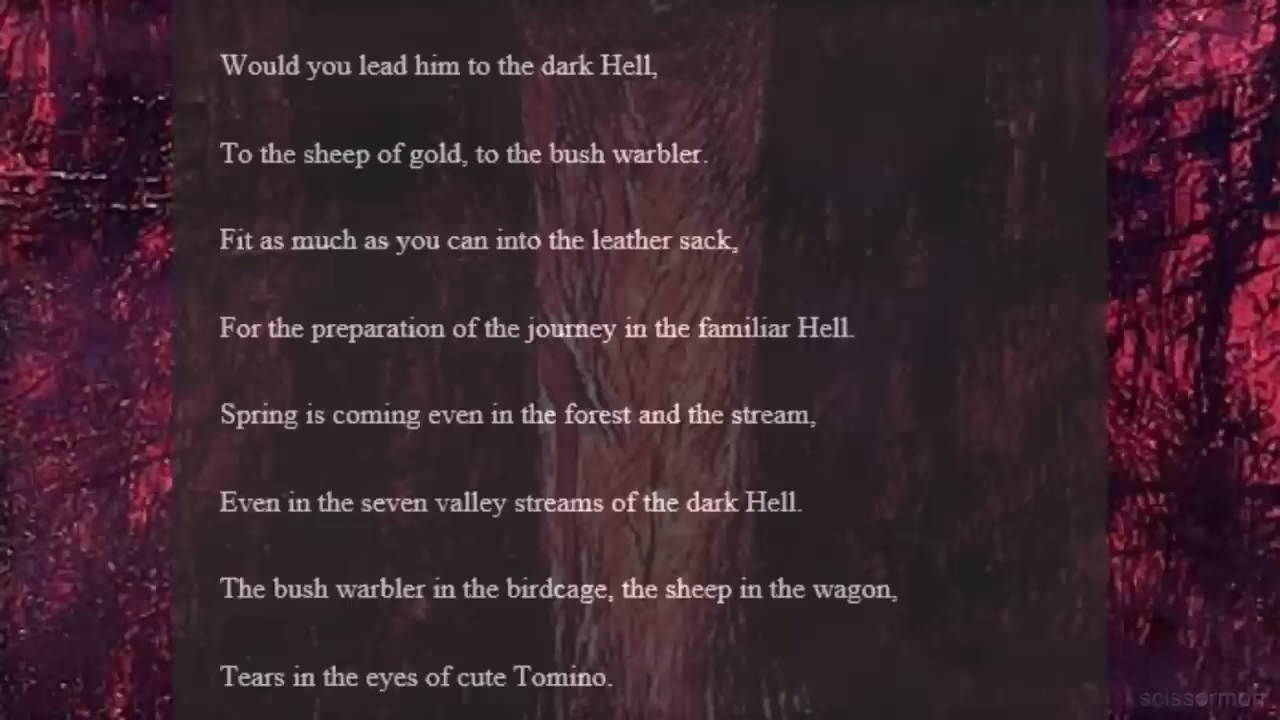 Would you lead him to the dark Hell,
To the sheep of gold, to the bush warbler.
Fit as much as you can into the leather sack,
For the preparation of the journey in the familiar Hell.
Spring is coming even in the forest and the stream,
Even in the seven valley streams of the dark Hell.
The bush warbler in the birdcage, the sheep in the wagon,
Tears in the eyes of cute Tomino.